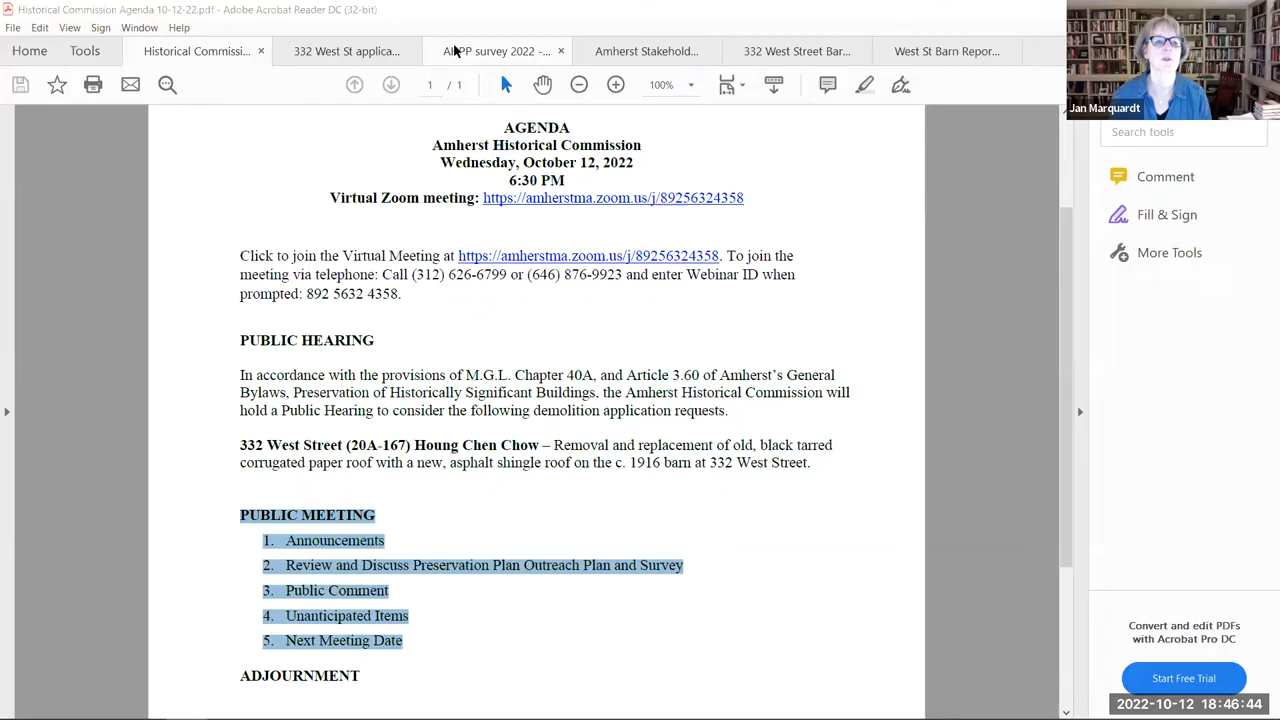 Historical Commission Agenda 10-12-22.pdf - Adobe Acrobat Reader DC (32-bit)
File Edit View Sign Window Help
Home Tools Historical Commissi... × 332 West St applica... survey 2022 -... × Amherst Stakehold... 332 West Street Bar... West St Barn Repor...
1 / 1 100%
Jan Marquardt
AGENDA
Amherst Historical Commission
Wednesday, October 12, 2022
6:30 PM
Virtual Zoom meeting: https://amherstma.zoom.us/j/89256324358
Click to join the Virtual Meeting at https://amherstma.zoom.us/j/89256324358. To join the
meeting via telephone: Call (312) 626-6799 or (646) 876-9923 and enter Webinar ID when
prompted: 892 5632 4358.
PUBLIC HEARING
In accordance with the provisions of M.G.L. Chapter 40A, and Article 3.60 of Amherst's General
Bylaws, Preservation of Historically Significant Buildings, the Amherst Historical Commission will
hold a Public Hearing to consider the following demolition application requests.
332 West Street (20A-167) Houng Chen Chow – Removal and replacement of old, black tarred
corrugated paper roof with a new, asphalt shingle roof on the c. 1916 barn at 332 West Street.
PUBLIC MEETING
1. Announcements
2. Review and Discuss Preservation Plan Outreach Plan and Survey
3. Public Comment
4. Unanticipated Items
5. Next Meeting Date
ADJOURNMENT
Search tools
Comment
Fill & Sign
More Tools
Convert and edit PDFs
with Acrobat Pro DC
Start Free Trial
2022-10-12 18:46:44